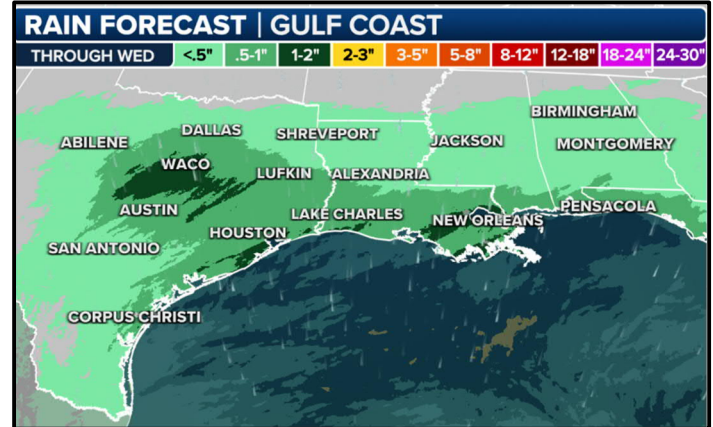 RAIN FORECAST | GULF COAST
THROUGH WED <.5" .5-1" 1-2" 2-3" 3-5" 5-8" 8-12" 12-18" 18-24" 24-30"
BIRMINGHAM
ABILENE DALLAS SHREVEPORT JACKSON MONTGOMERY
WACO LUFKIN ALEXANDRIA
AUSTIN LAKE CHARLES NEW ORLEANS PENSACOLA
SAN ANTONIO HOUSTON
CORPUS CHRISTI